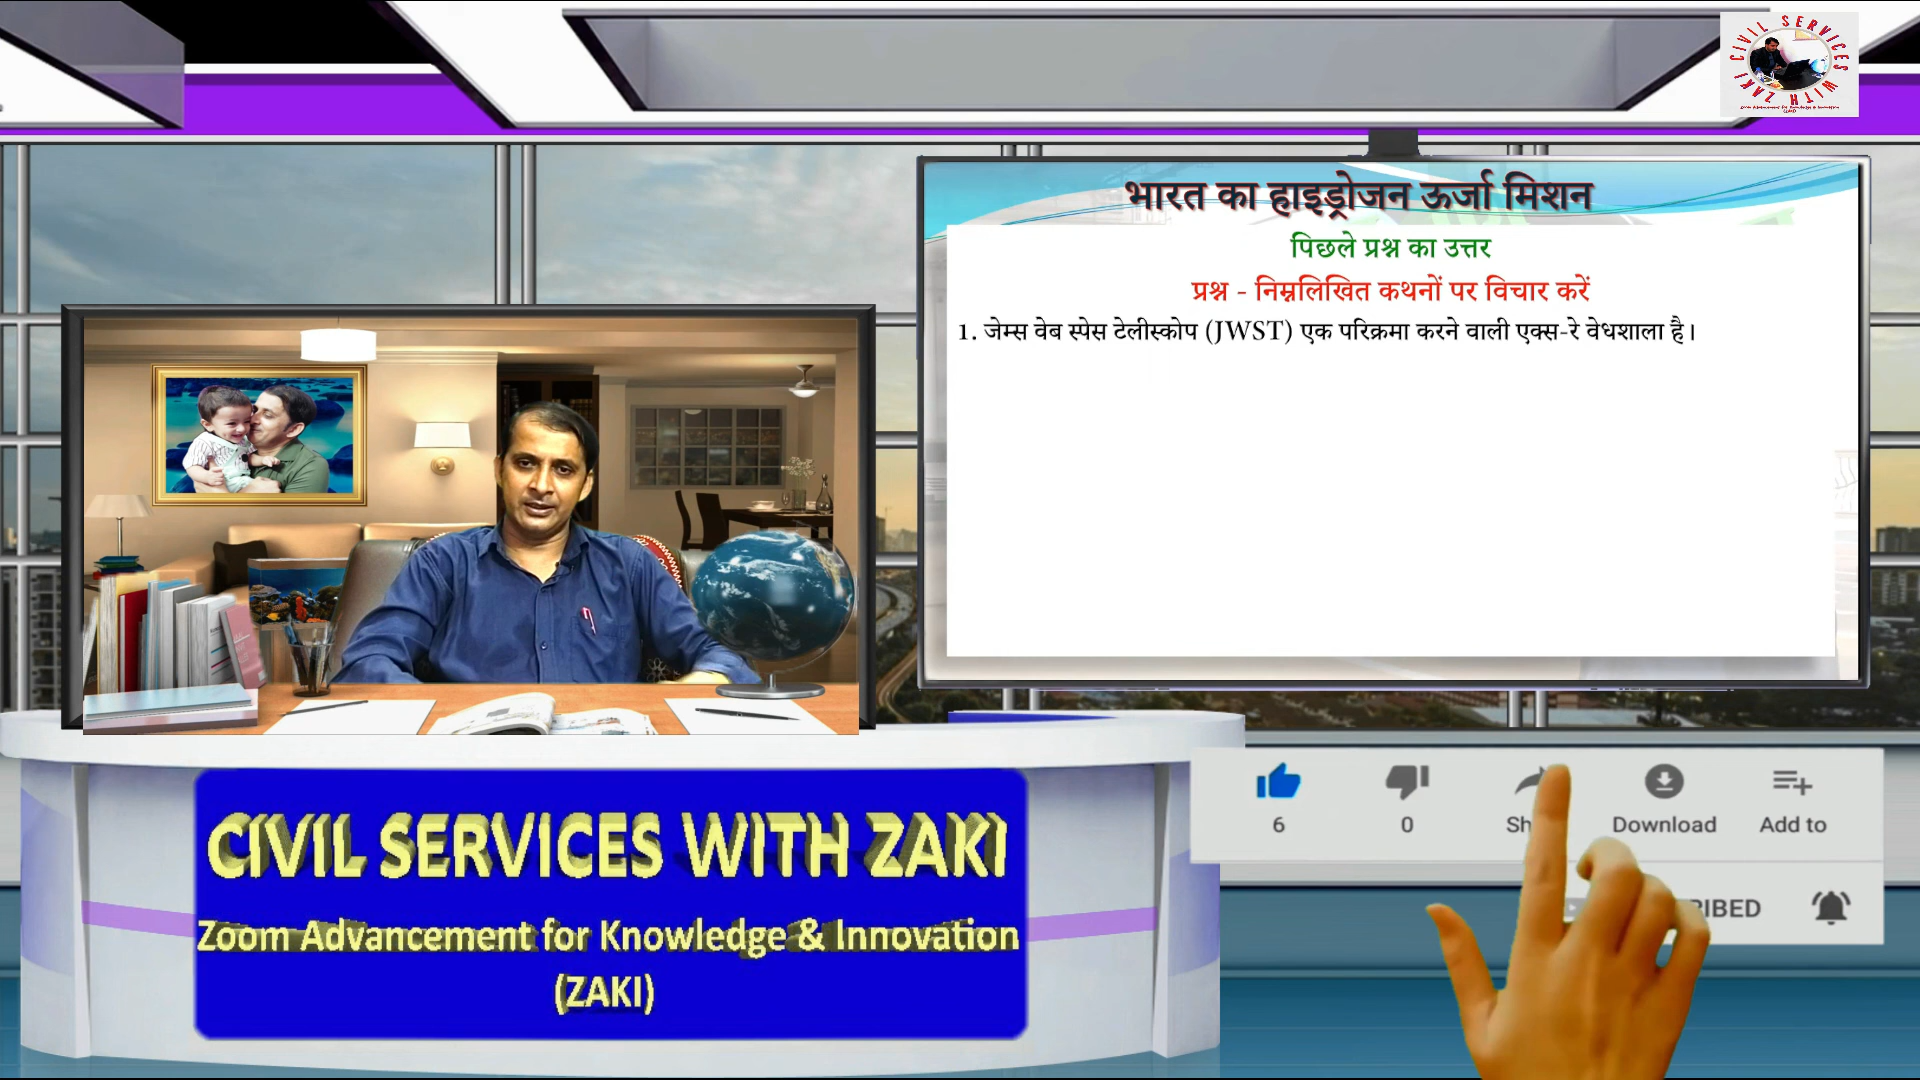 CIVIL SERVICES WITH ZAKI
भारत का हाइड्रोजन ऊर्जा मिशन
पिछले प्रश्न का उत्तर
प्रश्न - निम्नलिखित कथनों पर विचार करें
1. जेम्स वेब स्पेस टेलीस्कोप (JWST) एक परिक्रमा करने वाली एक्स-रे वेधशाला है।
CIVIL SERVICES WITH ZAKI
Zoom Advancement for Knowledge & Innovation
(ZAKI)
6 0 Sh Download Add to
RIBED